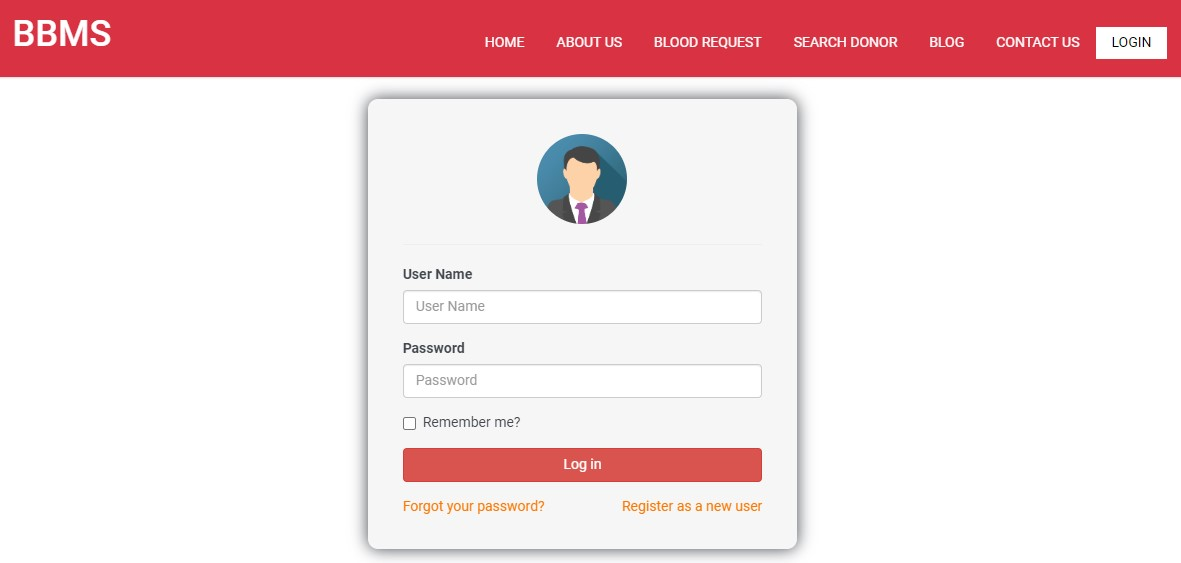 BBMS
HOME ABOUT US BLOOD REQUEST SEARCH DONOR BLOG CONTACT US LOGIN
User Name
User Name
Password
Password
Remember me?
Log in
Forgot your password? Register as a new user